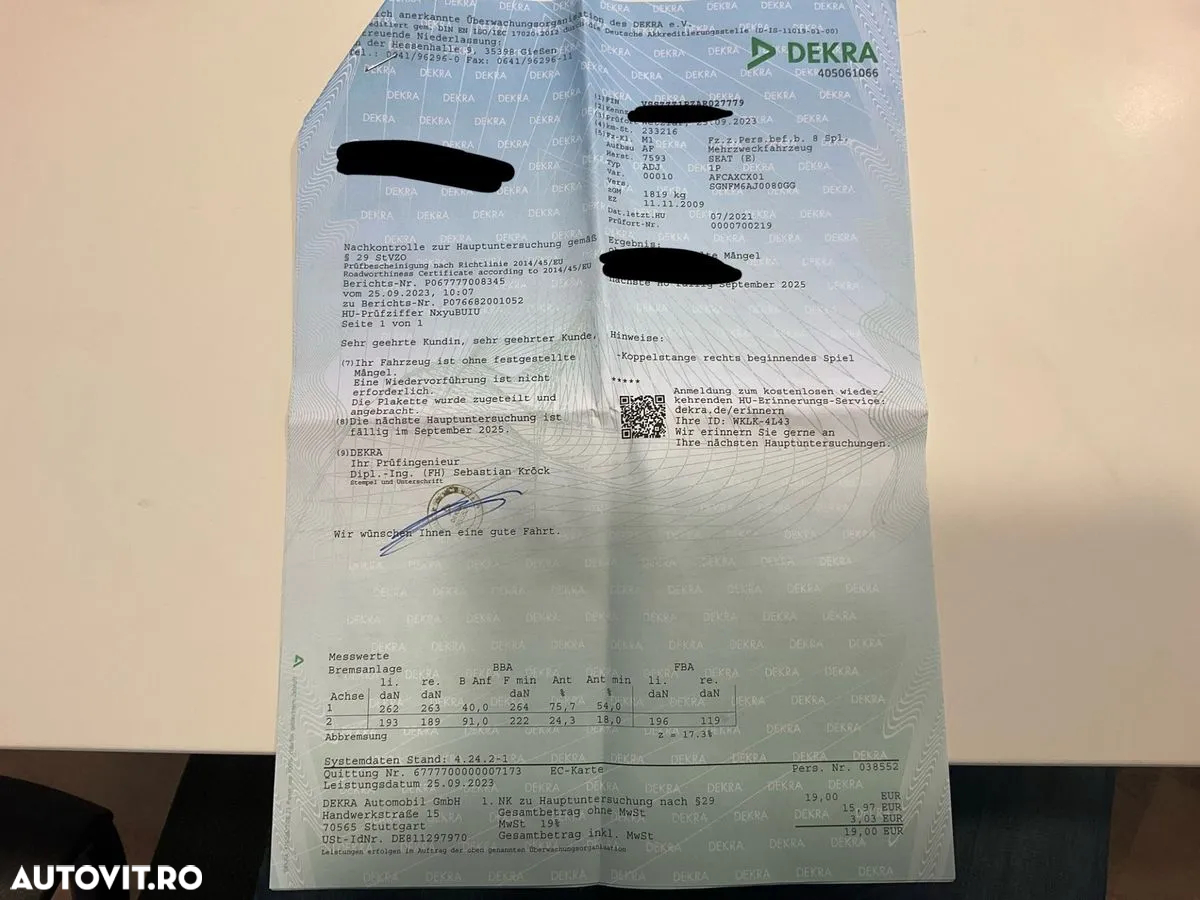 ich anerkannte Überwachungsorganisation des DEKRA e.V.
ditiert gem. DIN EN ISO/IEC 17020:2012 durch die Deutsche Akkreditierungsstelle (D-IS-11019-01-00)
treuende Niederlassung:
n der Hessenhalle 9, 35398 Gießen
Tel.: 0641/96296-0 Fax: 0641/96296-11
DEKRA
405061066
(1) FIN
(2) Kennz
(3) Prüfort 25.09.2023
(4) km-St. 233216
(5) Fz-Kl. M1 Fz.z.Pers.bef.b. 8 Spl.
Aufbau AF Mehrzweckfahrzeug
Herst. 7593 SEAT (E)
Typ ADJ 1P
Var. 00010 AFCAXCX01
Vers. SGNFM6AJ0080GG
zGM 1819 kg
EZ 11.11.2009
Dat.letzt.HU 07/2021
Prüfort-Nr. 0000700219
Ergebnis:
Mängel
nächste HU fällig September 2025
Nachkontrolle zur Hauptuntersuchung gemäß
§ 29 StVZO
Prüfbescheinigung nach Richtlinie 2014/45/EU
Roadworthiness Certificate according to 2014/45/EU
Berichts-Nr. P067777008345
vom 25.09.2023, 10:07
zu Berichts-Nr. P076682001052
HU-Prüfziffer NxyuBUIU
Seite 1 von 1
Sehr geehrte Kundin, sehr geehrter Kunde,
(7) Ihr Fahrzeug ist ohne festgestellte
Mängel.
Eine Wiedervorführung ist nicht
erforderlich.
Die Plakette wurde zugeteilt und
angebracht.
(8) Die nächste Hauptuntersuchung ist
fällig im September 2025.
(9) DEKRA
Ihr Prüfingenieur
Dipl.-Ing. (FH) Sebastian Kröck
Stempel und Unterschrift
Wir wünschen Ihnen eine gute Fahrt.
Hinweise:
-Koppelstange rechts beginnendes Spiel
*****
Anmeldung zum kostenlosen wieder-
kehrenden HU-Erinnerungs-Service:
dekra.de/erinnern
Ihre ID: WKLK-4L43
Wir erinnern Sie gerne an
Ihre nächsten Hauptuntersuchungen.
Messwerte
Bremsanlage BBA FBA
li. re. B Anf F min Ant Ant min li. re.
Achse daN daN daN % % daN daN
1 262 263 40,0 264 75,7 54,0
2 193 189 91,0 222 24,3 18,0 196 119
Abbremsung z = 17.3%
Systemdaten Stand: 4.24.2-1
Quittung Nr. 6777700000007173 EC-Karte Pers. Nr. 038552
Leistungsdatum 25.09.2023
DEKRA Automobil GmbH 1. NK zu Hauptuntersuchung nach §29 19,00 EUR
Handwerkstraße 15 Gesamtbetrag ohne MwSt 15,97 EUR
70565 Stuttgart MwSt 19% 3,03 EUR
USt-IdNr. DE811297970 Gesamtbetrag inkl. MwSt 19,00 EUR
Leistungen erfolgen im Auftrag der oben genannten Überwachungsorganisation
AUTOVIT.RO